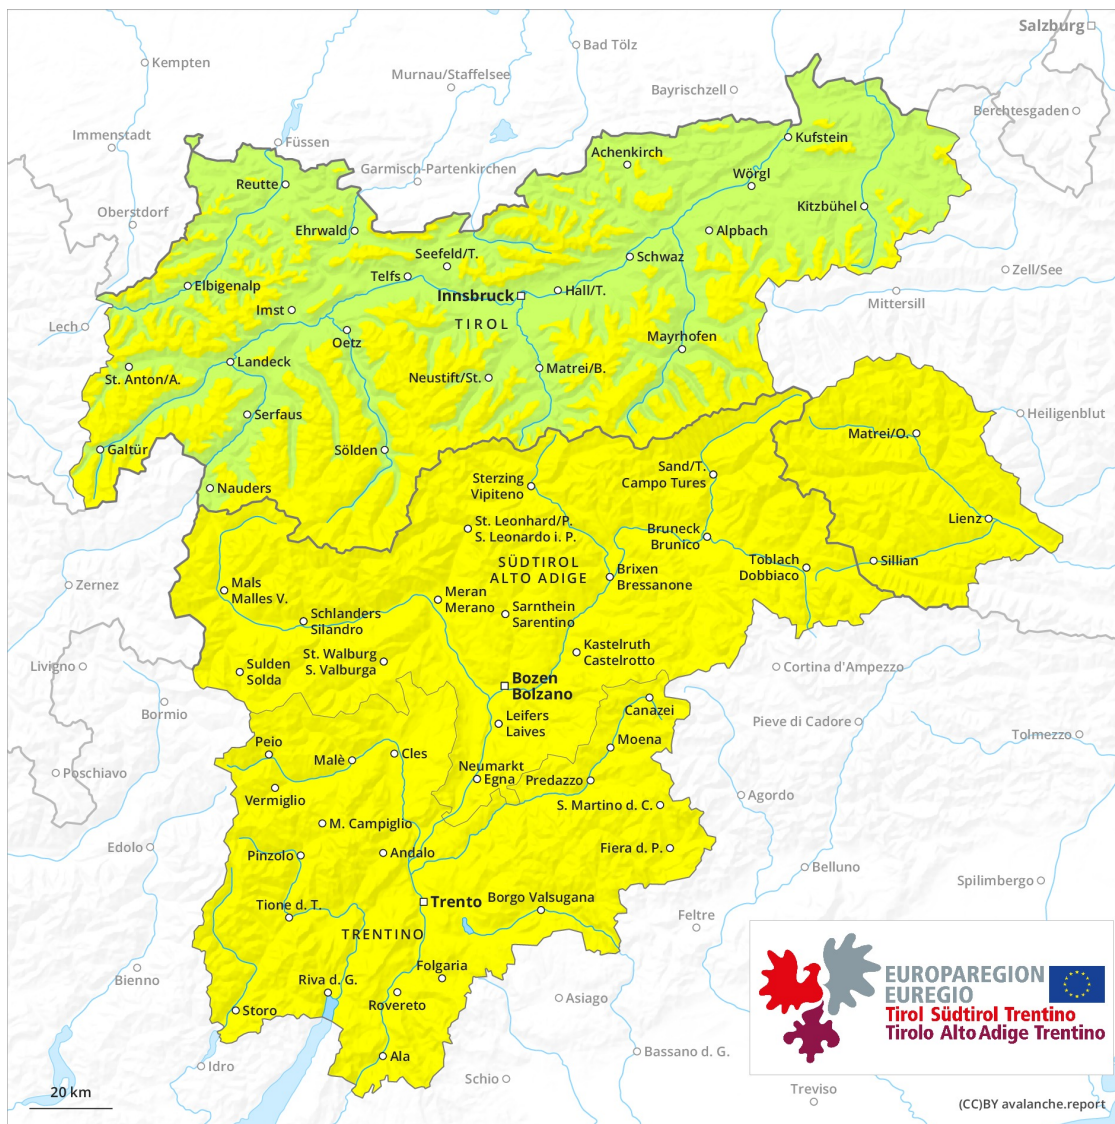 Salzburg
Bad Tölz
Kempten
Murnau/Staffelsee
Bayrischzell
Berchtesgaden
Immenstadt
Füssen
Kufstein
Achenkirch
Garmisch-Partenkirchen
Wörgl
Reutte
Oberstdorf
Kitzbühel
Ehrwald
Alpbach
Seefeld/T.
Schwaz
Telfs
Zell/See
Elbigenalp
Innsbruck
Hall/T.
Mittersill
Imst
TIROL
Lech
Oetz
Mayrhofen
Landeck
Matrei/B.
St. Anton/A.
Neustift/St.
Serfaus
Heiligenblut
Matrei/O.
Galtür
Sölden
Sand/T.
Campo Tures
Sterzing
Vipiteno
Nauders
Lienz
St. Leonhard/P.
S. Leonardo i. P.
Bruneck
Brunico
SÜDTIROL
ALTO ADIGE
Toblach
Dobbiaco
Sillian
Brixen
Bressanone
Zernez
Mals
Malles V.
Meran
Merano
Schlanders
Silandro
Sarnthein
Sarentino
Kastelruth
Castelrotto
St. Walburg
S. Valburga
Livigno
Sulden
Solda
Cortina d'Ampezzo
Bozen
Bolzano
Bormio
Canazei
Leifers
Laives
Pieve di Cadore
Tolmezzo
Peio
Moena
Malè
Cles
Poschiavo
Neumarkt
Egna
Predazzo
Vermiglio
Agordo
S. Martino d. C.
M. Campiglio
Edolo
Fiera d. P.
Pinzolo
Andalo
Belluno
Spilimbergo
Trento
Borgo Valsugana
Tione d. T.
Feltre
TRENTINO
Folgaria
Bienno
Riva d. G.
Rovereto
Asiago
Storo
EUROPAREGION
EUREGIO
Tirol Südtirol Trentino
Tirolo Alto Adige Trentino
Ala
Bassano d. G.
Idro
Schio
Treviso
20 km
(CC)BY avalanche.report